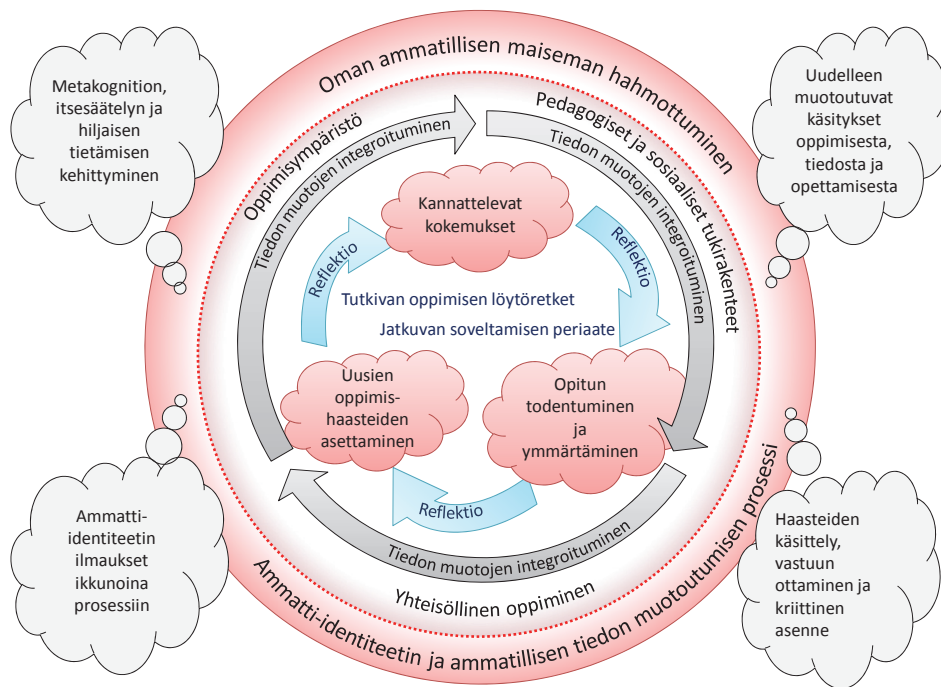 Oman ammatillisen maiseman hahmottuminen
Metakognition,
itsesäätelyn ja
hiljaisen
tietämisen
kehittyminen
Uudelleen
muotoutuvat
käsitykset
oppimisesta,
tiedosta ja
opettamisesta
Oppimisympäristö
Pedagogiset ja sosiaaliset tukirakenteet
Tiedon muotojen integroituminen
Tiedon muotojen integroituminen
Kannattelevat
kokemukset
Reflektio
Reflektio
Tutkivan oppimisen löytöretket
Jatkuvan soveltamisen periaate
Uusien
oppimis-
haasteiden
asettaminen
Opitun
todentuminen
ja
ymmärtäminen
Reflektio
Tiedon muotojen integroituminen
Yhteisöllinen oppiminen
Ammatti-
identiteetin
ilmaukset
ikkunoina
prosessiin
Haasteiden
käsittely,
vastuun
ottaminen ja
kriittinen
asenne
Ammatti-identiteetin ja ammatillisen tiedon muotoutumisen prosessi